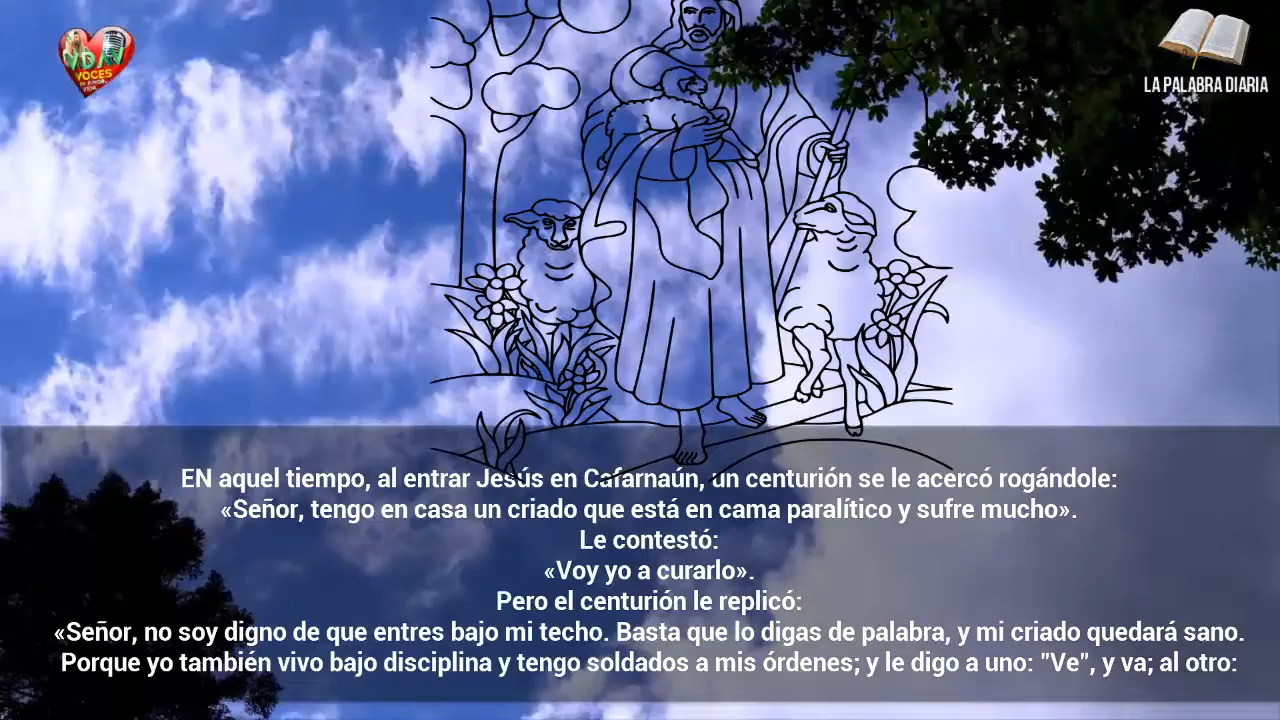 VOCES
LA PALABRA DIARIA
EN aquel tiempo, al entrar Jesús en Cafarnaún, un centurión se le acercó rogándole:
«Señor, tengo en casa un criado que está en cama paralítico y sufre mucho».
Le contestó:
«Voy yo a curarlo».
Pero el centurión le replicó:
«Señor, no soy digno de que entres bajo mi techo. Basta que lo digas de palabra, y mi criado quedará sano.
Porque yo también vivo bajo disciplina y tengo soldados a mis órdenes; y le digo a uno: "Ve", y va; al otro: